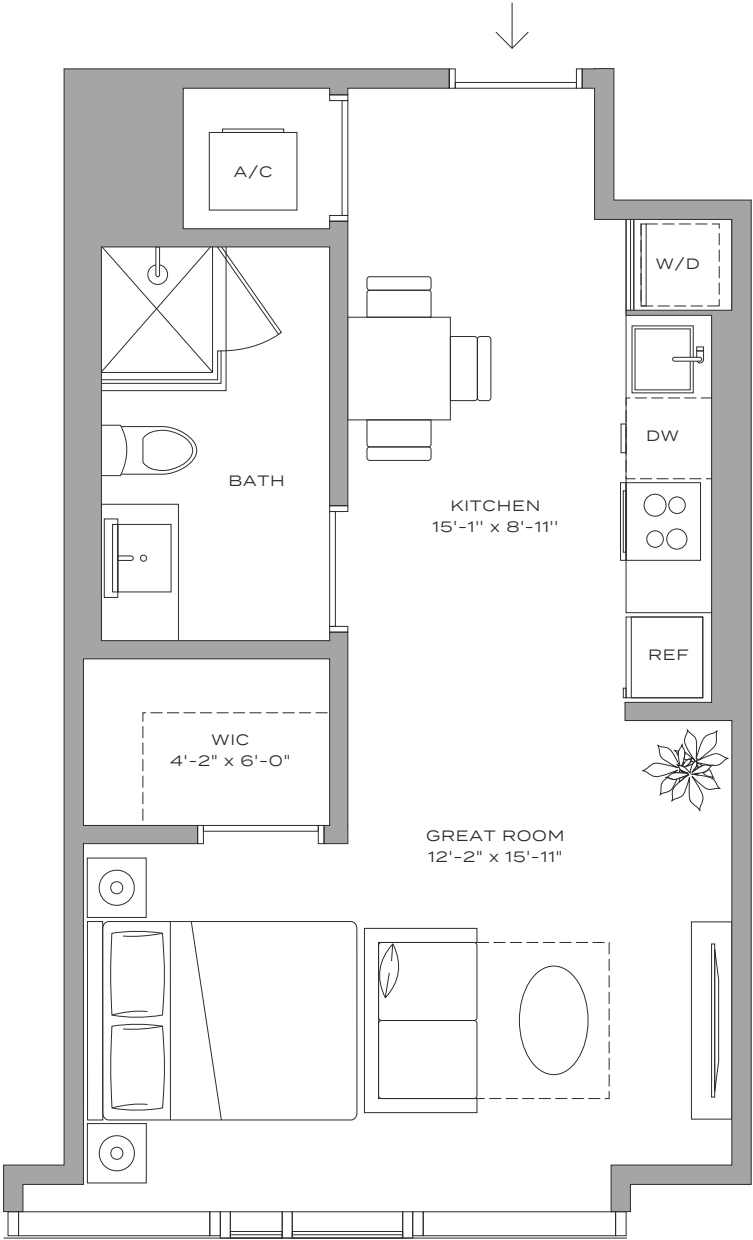 A/C
W/D
DW
BATH
KITCHEN
15'-1'' x 8'-11''
REF
WIC
4'-2" x 6'-0"
GREAT ROOM
12'-2" x 15'-11"